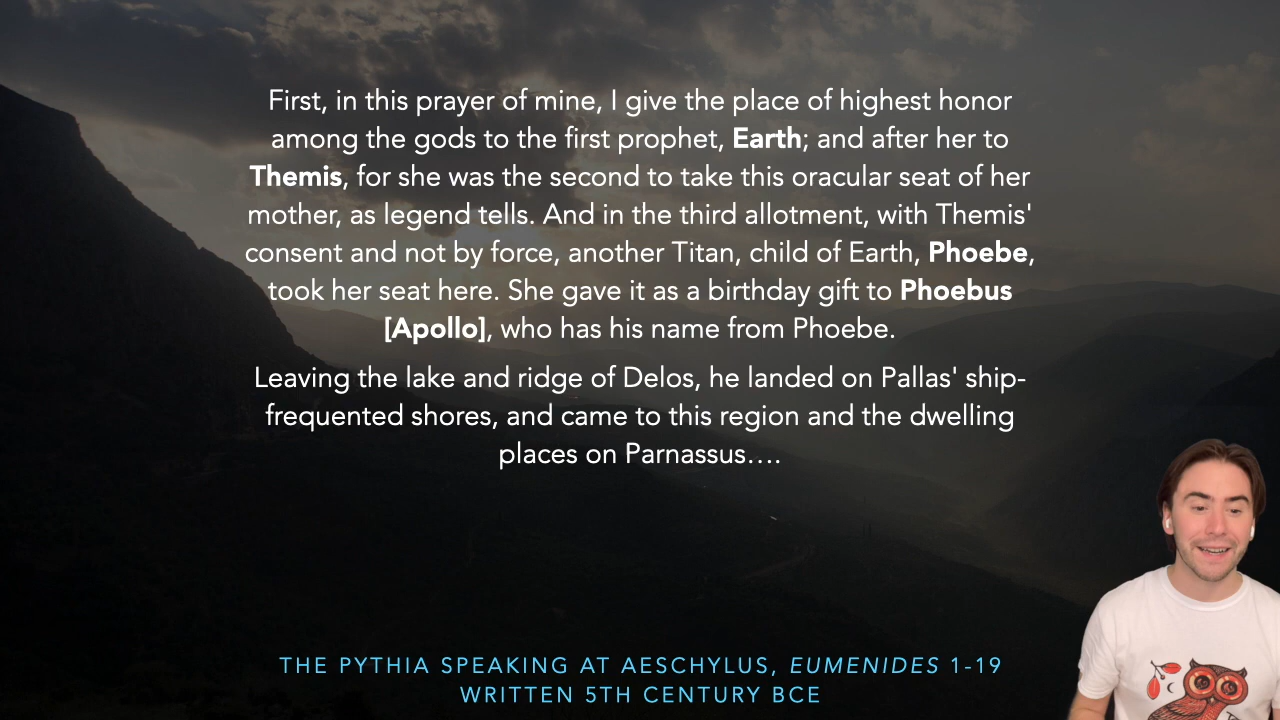 First, in this prayer of mine, I give the place of highest honor
among the gods to the first prophet, Earth; and after her to
Themis, for she was the second to take this oracular seat of her
mother, as legend tells. And in the third allotment, with Themis'
consent and not by force, another Titan, child of Earth, Phoebe,
took her seat here. She gave it as a birthday gift to Phoebus
[Apollo], who has his name from Phoebe.
Leaving the lake and ridge of Delos, he landed on Pallas' ship-
frequented shores, and came to this region and the dwelling
places on Parnassus….
THE PYTHIA SPEAKING AT AESCHYLUS, EUMENIDES 1-19
WRITTEN 5TH CENTURY BCE